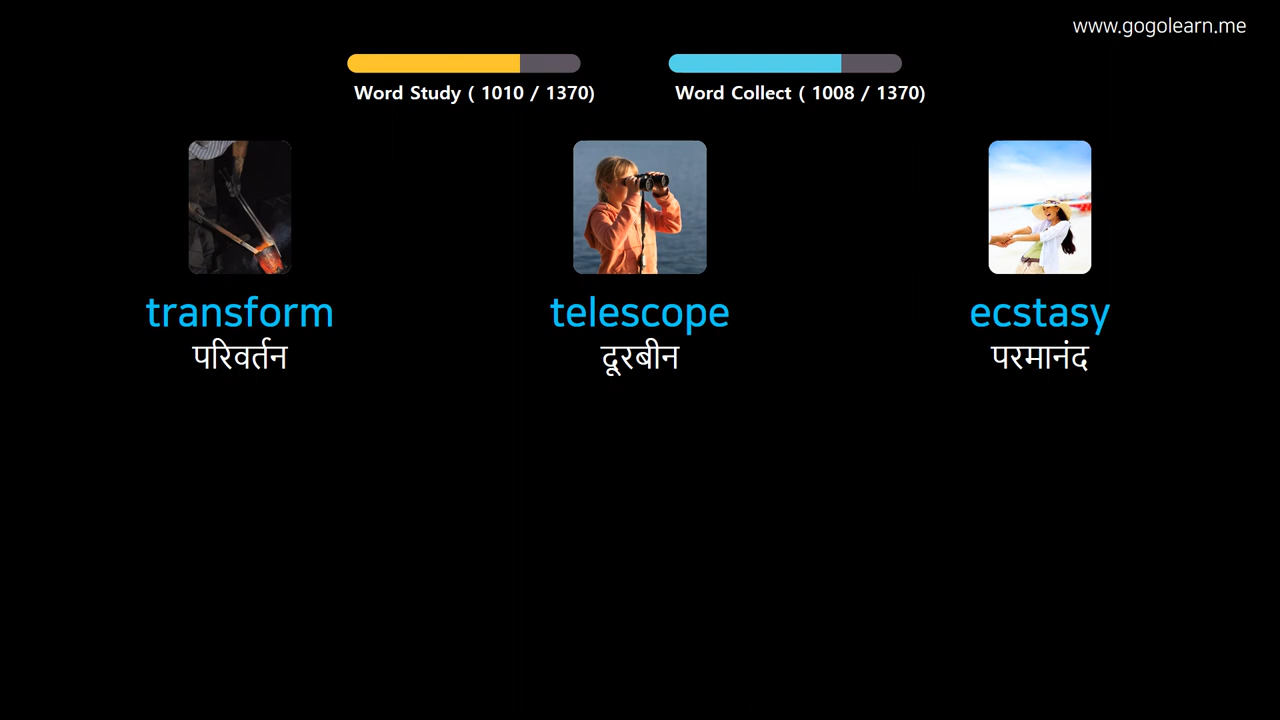 www.gogolearn.me
Word Study ( 1010 / 1370)
Word Collect ( 1008 / 1370)
transform
परिवर्तन
telescope
दूरबीन
ecstasy
परमानंद